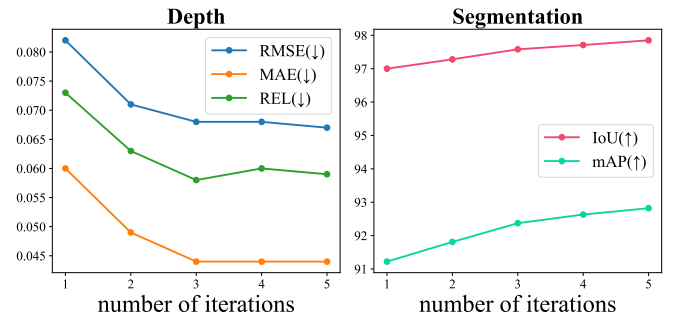 Depth
0.080
0.075
0.070
0.065
0.060
0.055
0.050
0.045
RMSE(↓)
MAE(↓)
REL(↓)
1 2 3 4 5
number of iterations
Segmentation
98
97
96
95
94
93
92
91
IoU(↑)
mAP(↑)
1 2 3 4 5
number of iterations